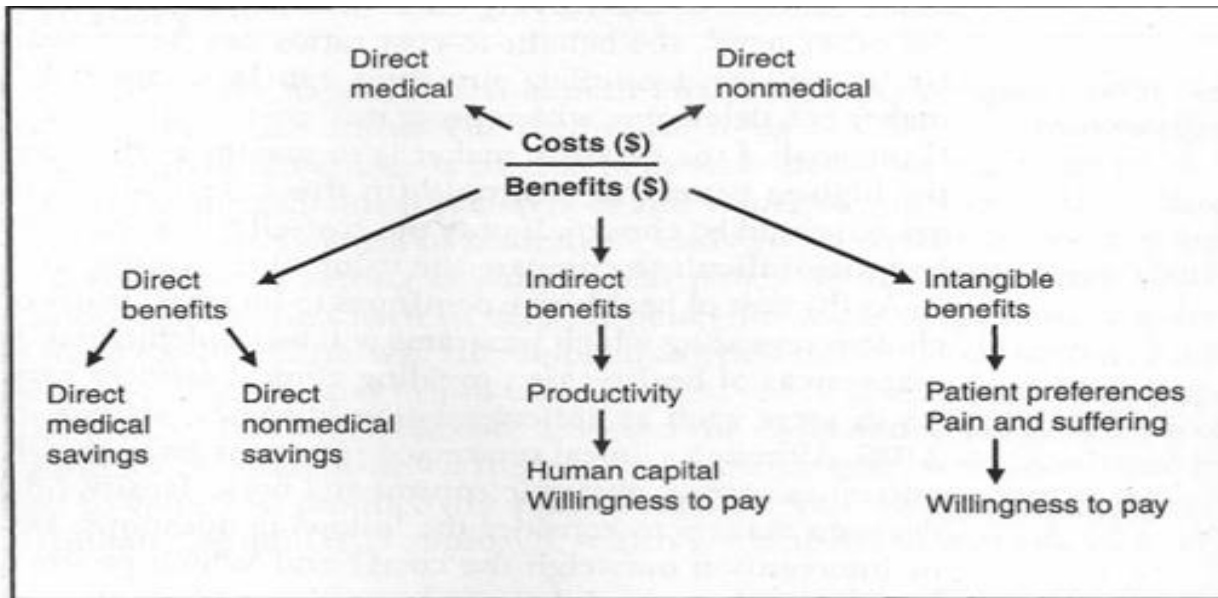 Direct
medical
Direct
nonmedical
Costs ($)
Benefits ($)
Direct
benefits
Indirect
benefits
Intangible
benefits
Direct
medical
savings
Direct
nonmedical
savings
Productivity
Patient preferences
Pain and suffering
Human capital
Willingness to pay
Willingness to pay